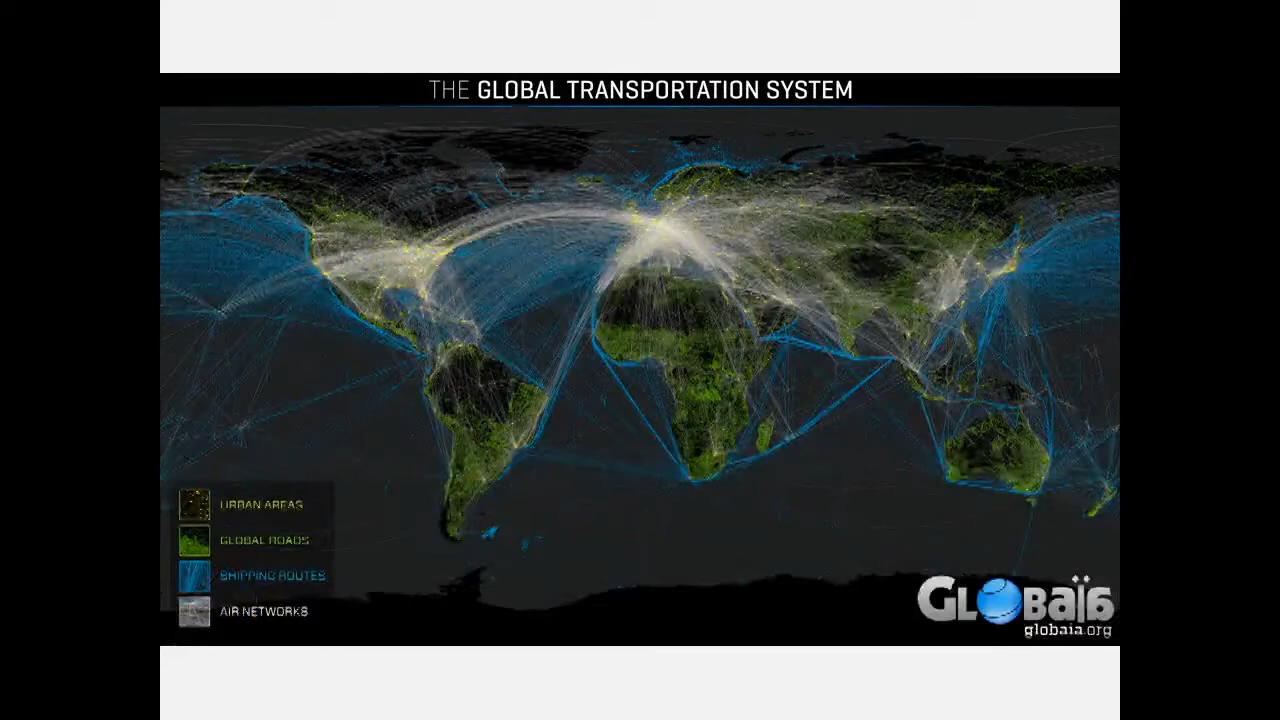 THE GLOBAL TRANSPORTATION SYSTEM
URBAN AREAS
GLOBAL ROADS
SHIPPING ROUTES
AIR NETWORKS
GLOBAÏA
globaia.org